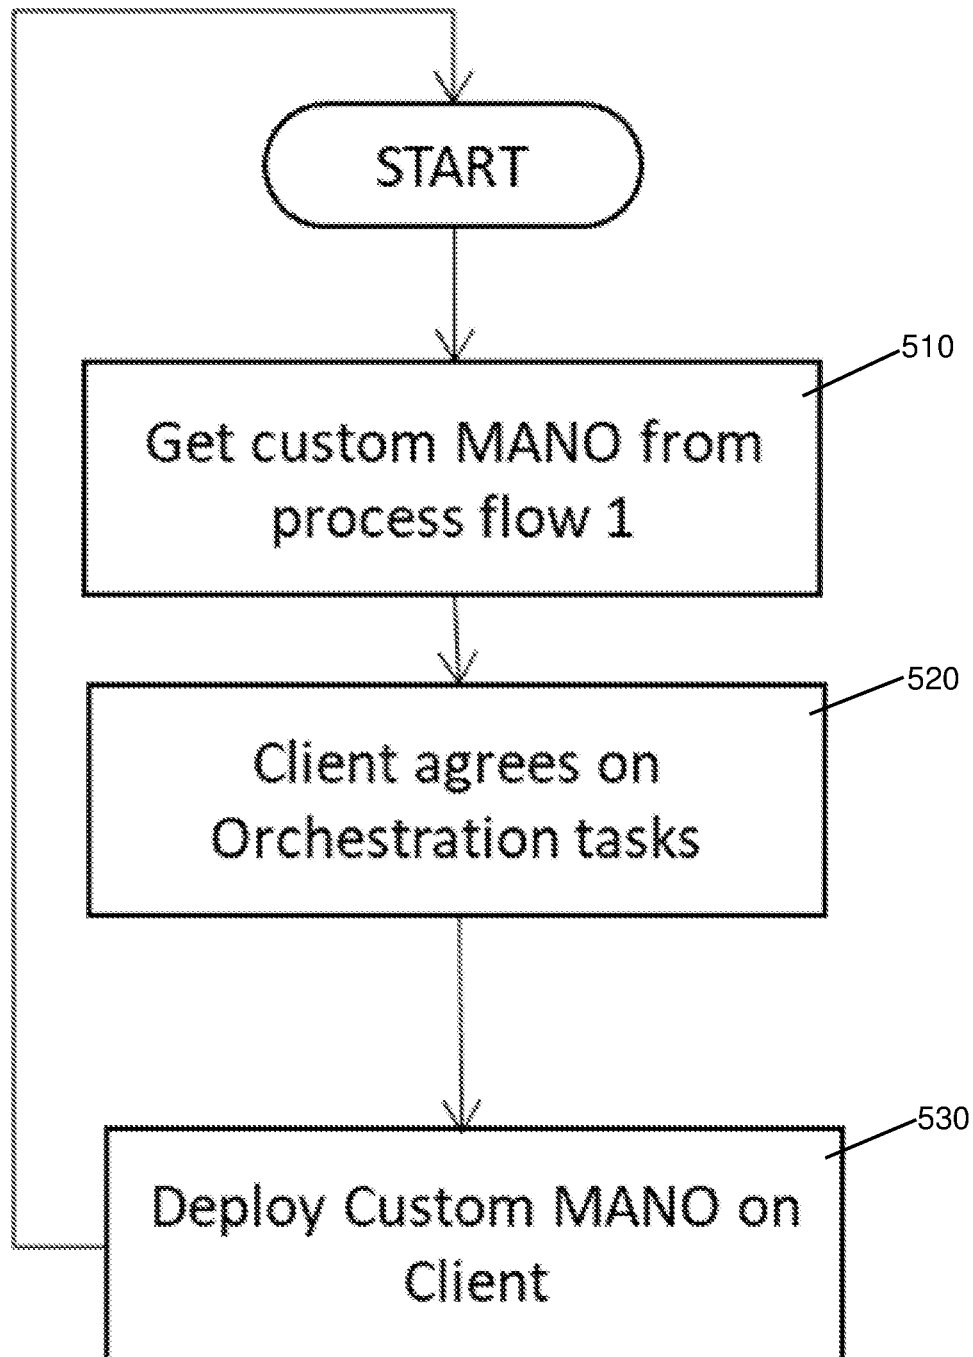 START
510
Get custom MANO from
process flow 1
520
Client agrees on
Orchestration tasks
530
Deploy Custom MANO on
Client